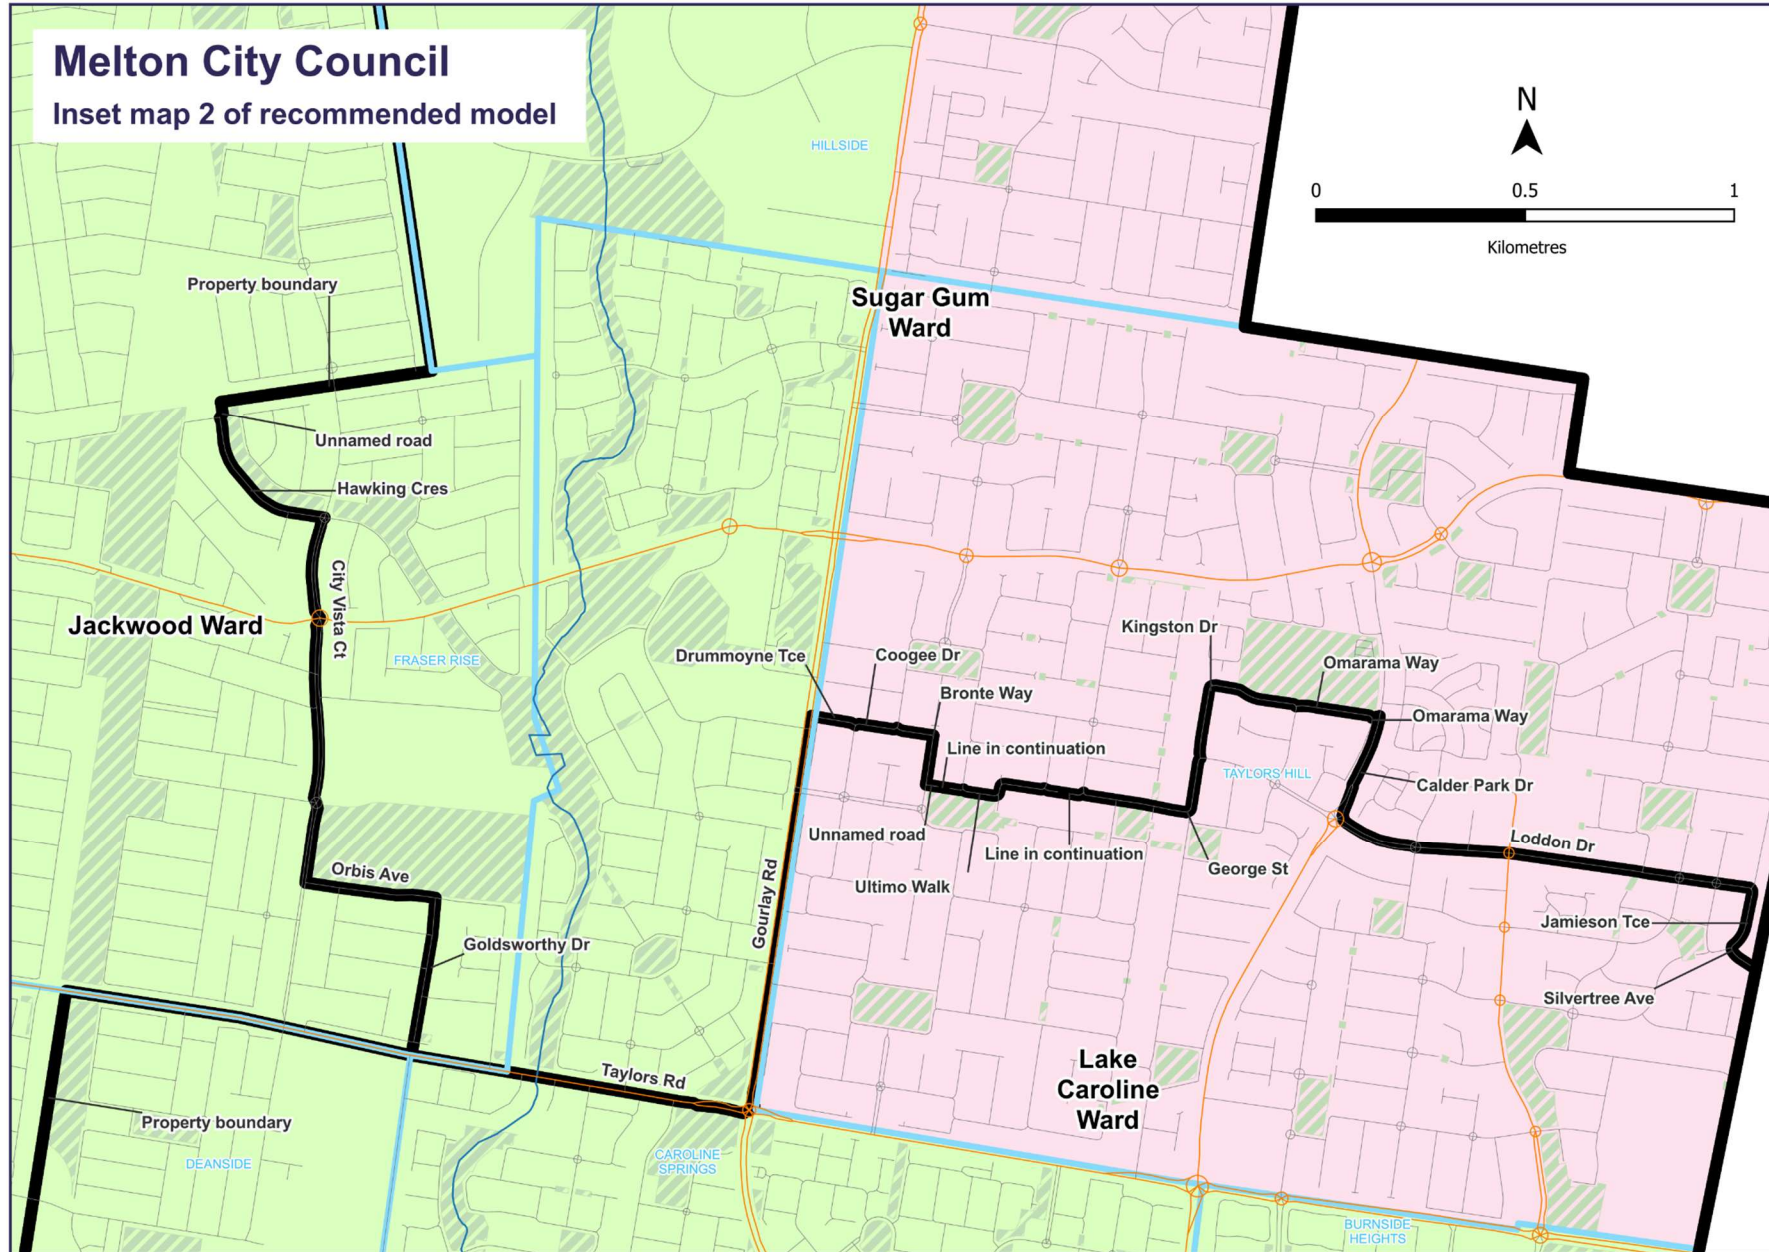 Melton City Council
Inset map 2 of recommended model
N
0
0.5
1
Kilometres
HILLSIDE
Property boundary
Sugar Gum
Ward
Unnamed road
Hawking Cres
City Vista Ct
Jackwood Ward
FRASER RISE
Kingston Dr
Drummoyne Tce
Coogee Dr
Omarama Way
Bronte Way
Omarama Way
Line in continuation
TAYLORS HILL
Calder Park Dr
Unnamed road
Loddon Dr
Line in continuation
George St
Orbis Ave
Ultimo Walk
Gourlay Rd
Jamieson Tce
Goldsworthy Dr
Silvertree Ave
Lake
Caroline
Ward
Taylors Rd
Property boundary
DEANSIDE
CAROLINE
SPRINGS
BURNSIDE
HEIGHTS